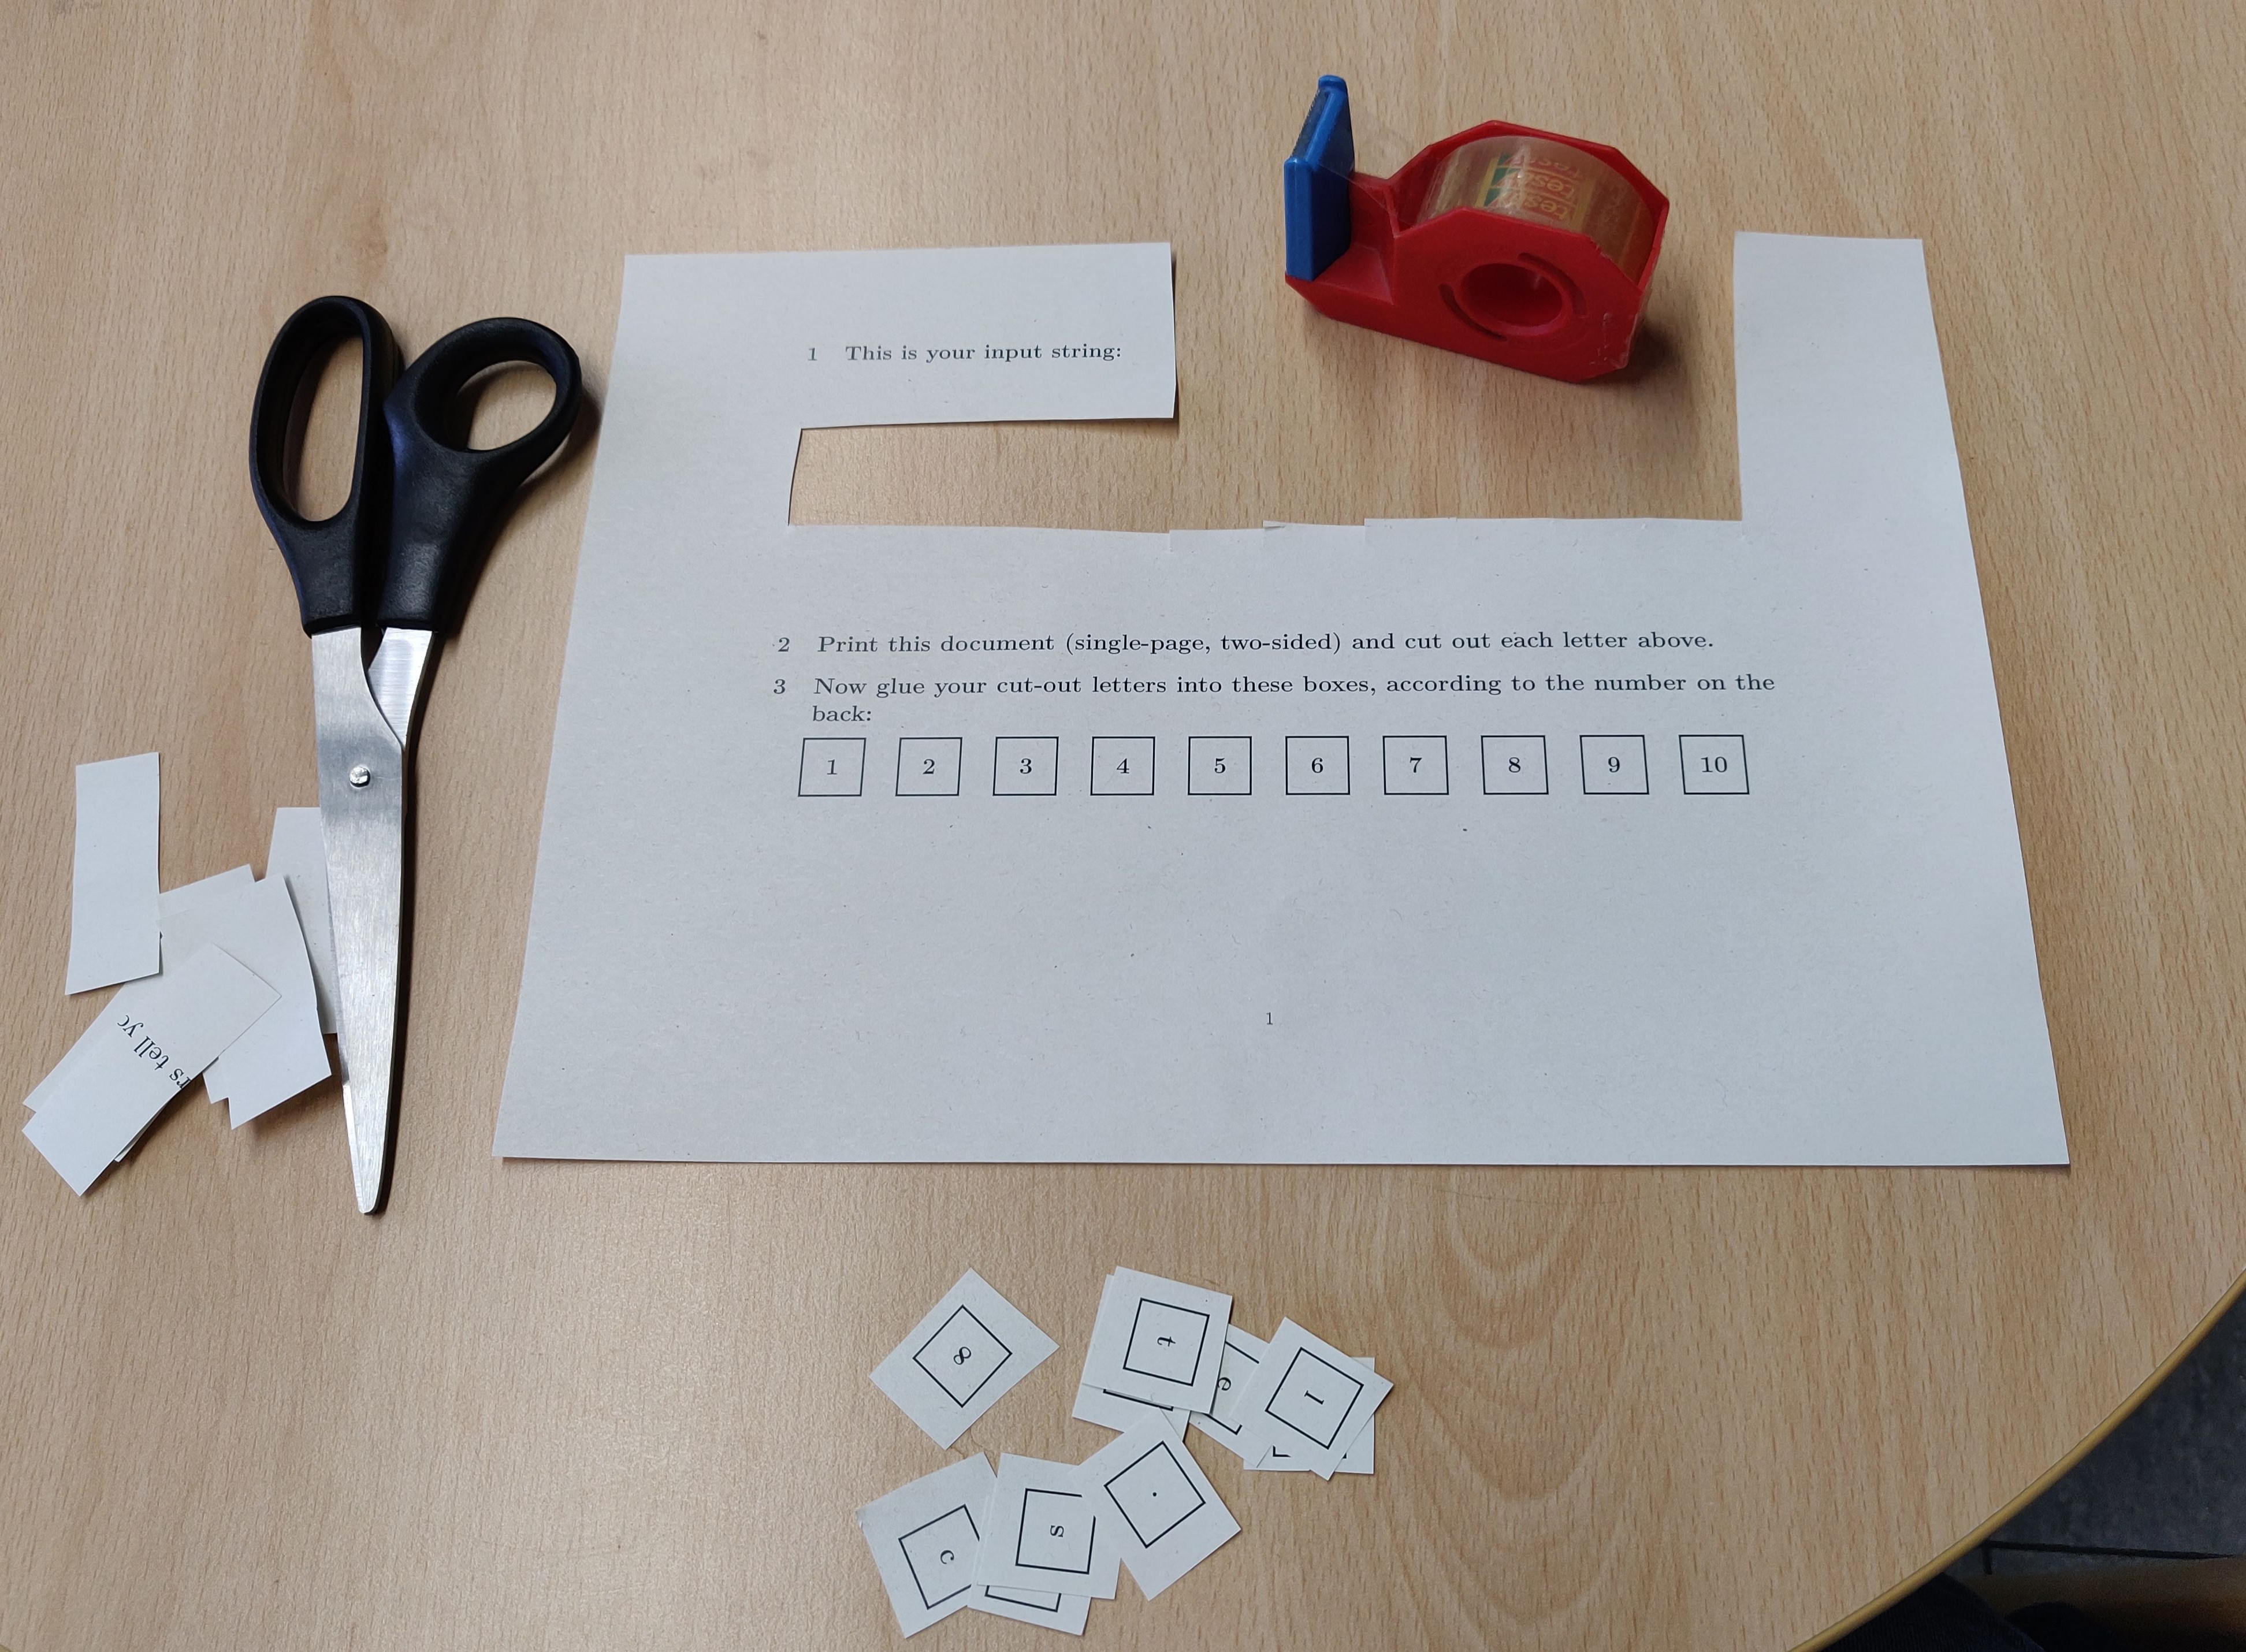 1 This is your input string:
2 Print this document (single-page, two-sided) and cut out each letter above.
3 Now glue your cut-out letters into these boxes, according to the number on the
back:
1 2 3 4 5 6 7 8 9 10
rs tell yo
1
8
t
e
I
c
s
.